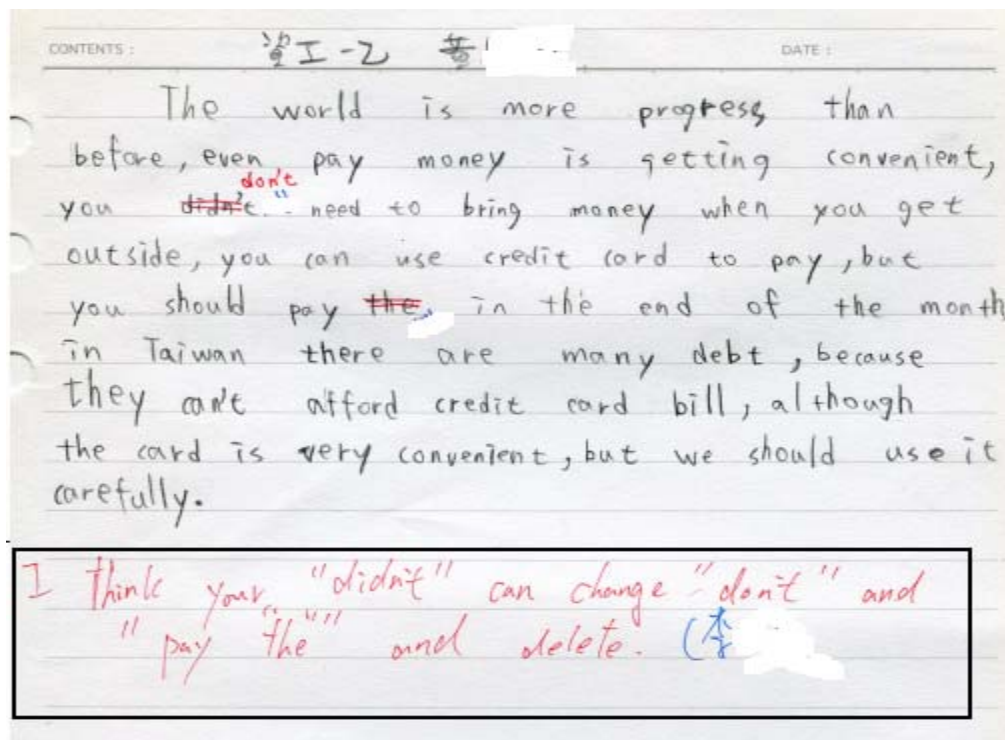 CONTENTS : 資工-乙 黃 DATE :
The world is more progress than
before, even pay money is getting convenient,
don't
you didn't need to bring money when you get
outside, you can use credit card to pay, but
you should pay the in the end of the month
in Taiwan there are many debt, because
they can't afford credit card bill, although
the card is very convenient, but we should use it
carefully.
I think your "didn't" can change "don't" and
"pay "the"" and delete. (李